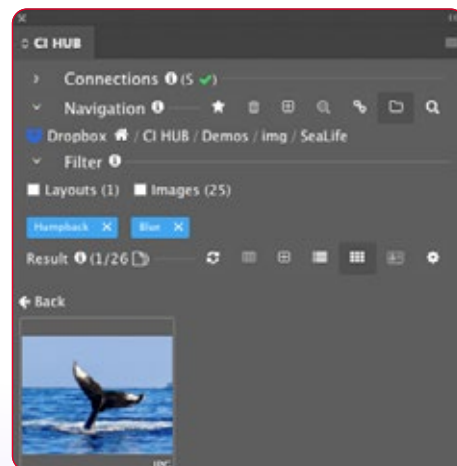 CI HUB
Connections (5 ✓)
Navigation
Dropbox / CI HUB / Demos / img / SeaLife
Filter
Layouts (1) Images (25)
Humpback X Blue X
Result (1/26)
Back
JPG